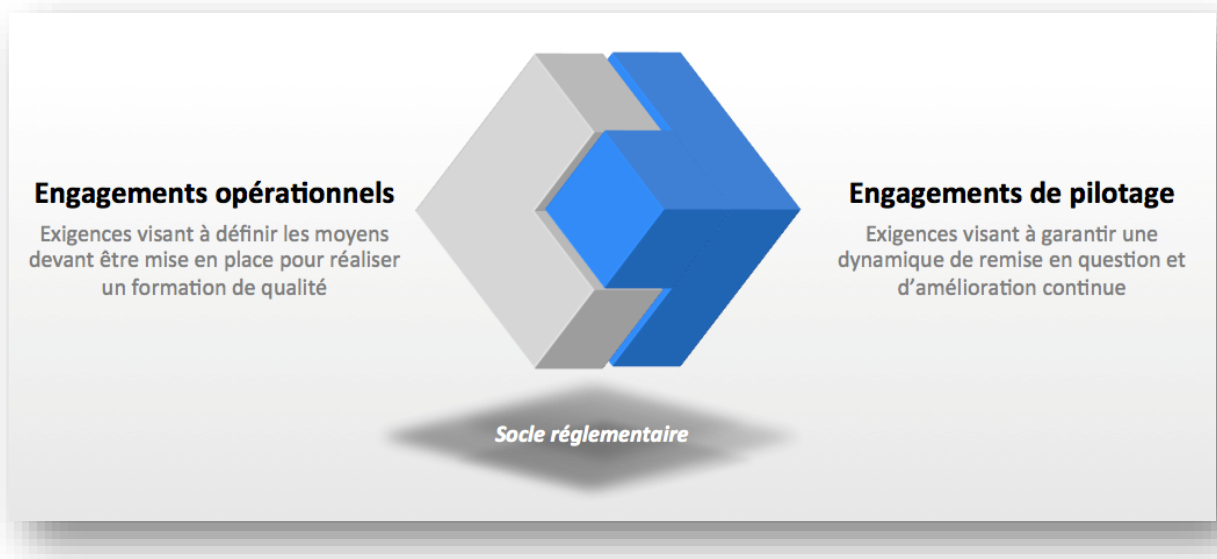 Engagements opérationnels
Exigences visant à définir les moyens
devant être mise en place pour réaliser
un formation de qualité
Engagements de pilotage
Exigences visant à garantir une
dynamique de remise en question et
d’amélioration continue
Socle réglementaire